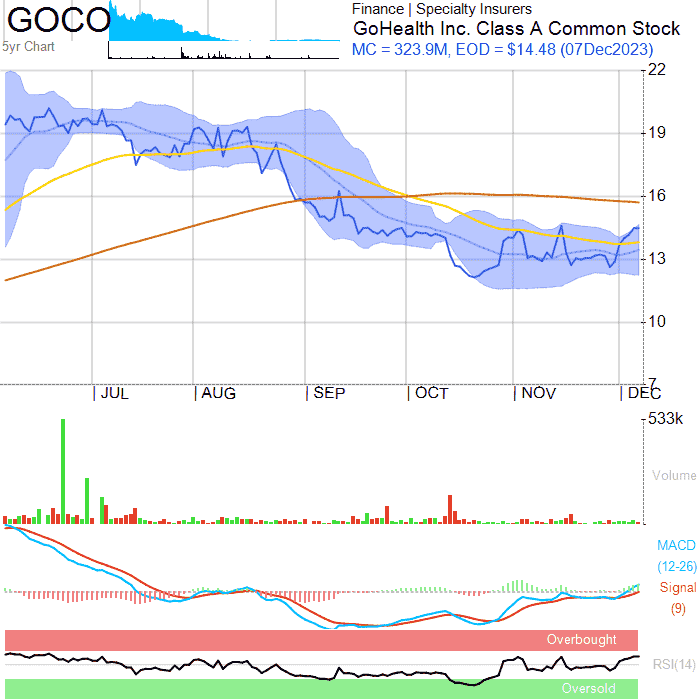 GOCO
5yr Chart
Finance | Specialty Insurers
GoHealth Inc. Class A Common Stock
MC = 323.9M, EOD = $14.48 (07Dec2023)
22
19
16
13
10
7
JUL AUG SEP OCT NOV DEC
533k
Volume
MACD
(12-26)
Signal
(9)
Overbought
RSI(14)
Oversold